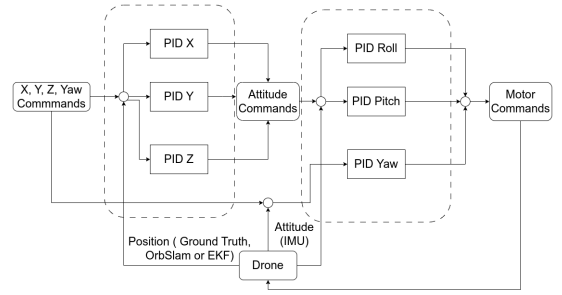 PID X
PID Roll
X, Y, Z, Yaw
Commmands
PID Y
Attitude
Commands
PID Pitch
Motor
Commands
PID Z
PID Yaw
Position ( Ground Truth,
OrbSlam or EKF)
Attitude
(IMU)
Drone